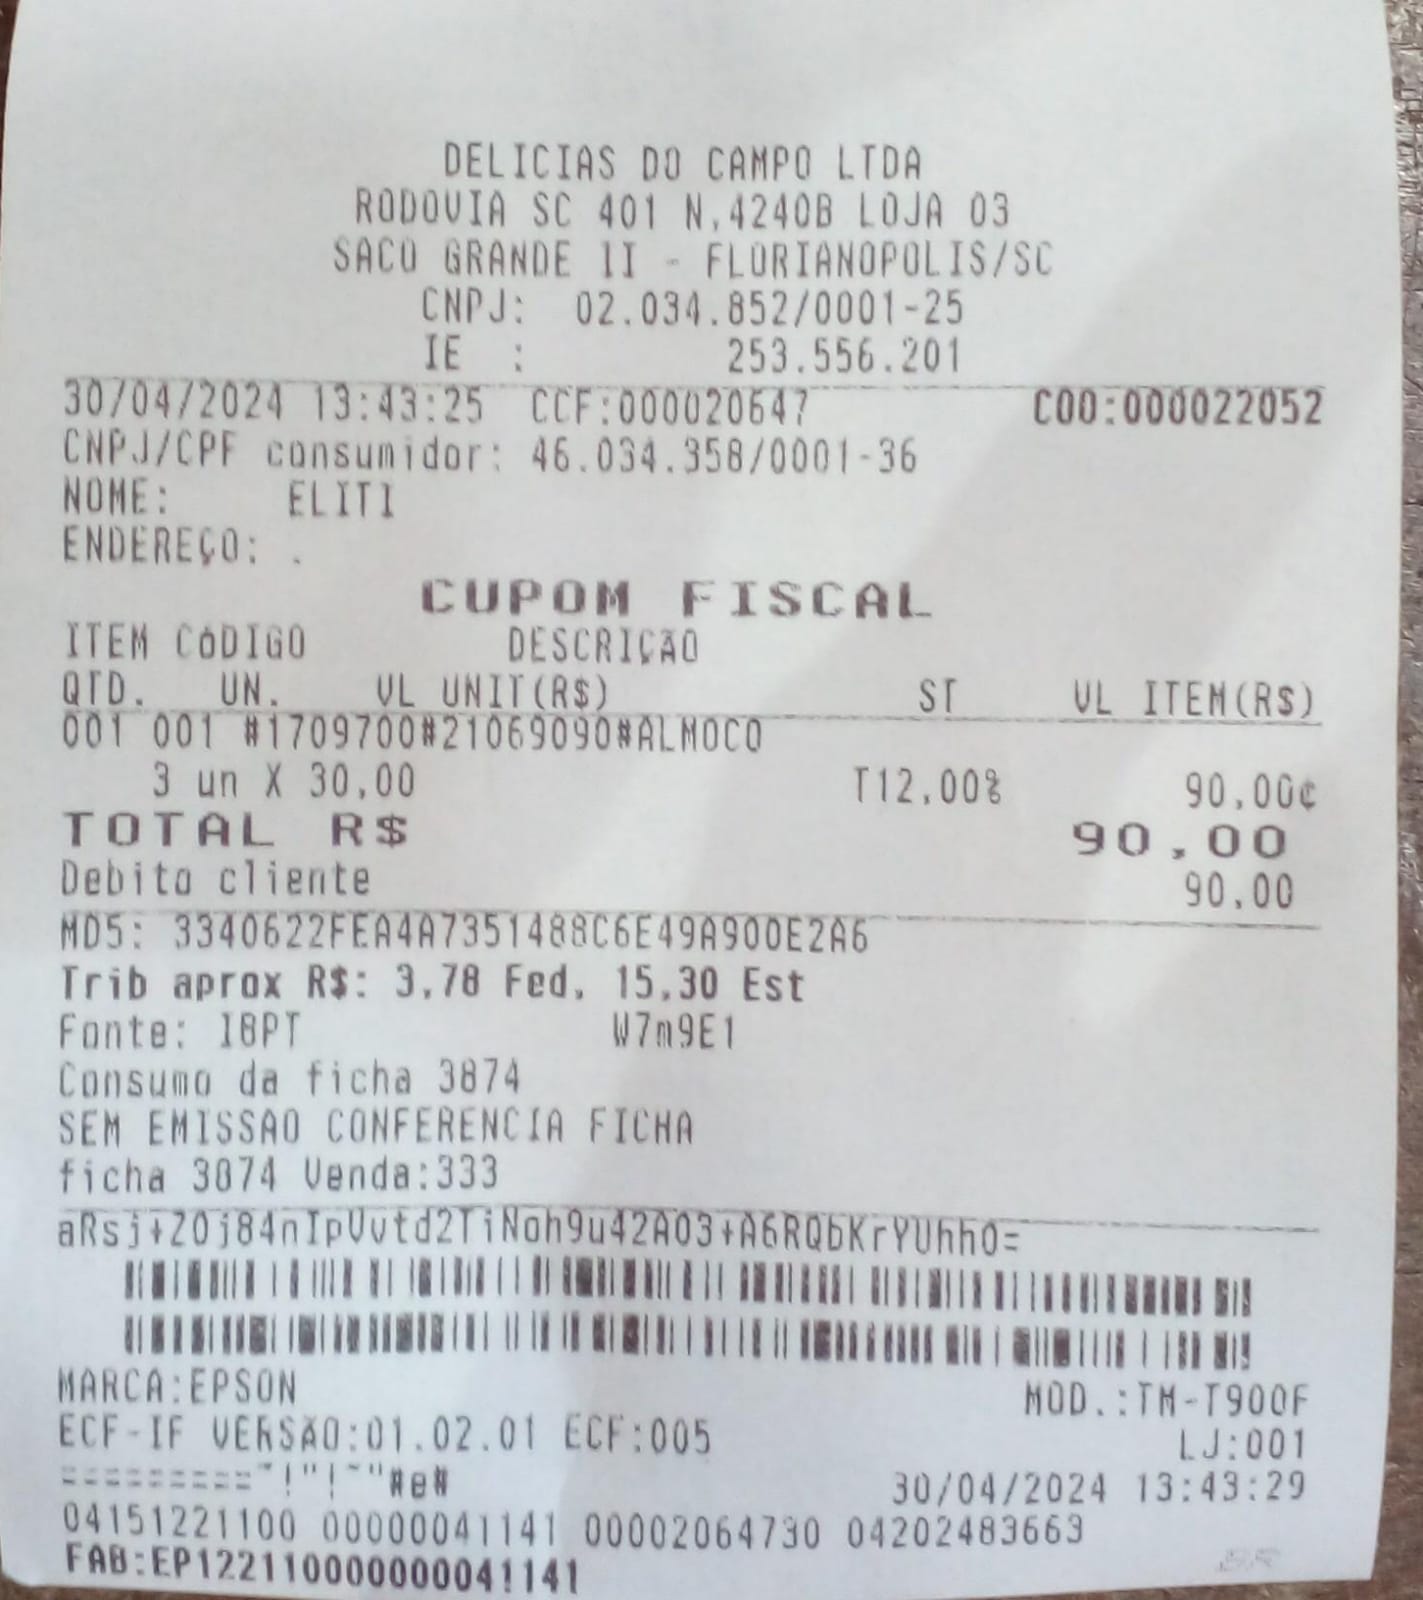 DELICIAS DO CAMPO LTDA
RODOVIA SC 401 N,4240B LOJA 03
SACO GRANDE II - FLORIANOPOLIS/SC
CNPJ: 02.034.852/0001-25
IE : 253.556.201
30/04/2024 13:43:25 CCF:000020647 COO:000022052
CNPJ/CPF consumidor: 46.034.358/0001-36
NOME: ELITI
ENDEREÇO: .
CUPOM FISCAL
ITEM CÓDIGO DESCRIÇÃO
QTD. UN. VL UNIT(R$) ST VL ITEM(R$)
001 001 #1709700#21069090#ALMOCO
3 un X 30,00 T12,00% 90,00¢
TOTAL R$ 90,00
Debito cliente 90,00
MD5: 3340622FEA4A7351488C6E49A900E2A6
Trib aprox R$: 3,78 Fed, 15,30 Est
Fonte: IBPT W7m9E1
Consumo da ficha 3874
SEM EMISSAO CONFERENCIA FICHA
ficha 3874 Venda:333
aRsj+Z0j84nIpVvtd2TiNoh9u42A03+A6RQbKrYUhhO=
MARCA:EPSON MOD.:TM-T900F
ECF-IF VERSÃO:01.02.01 ECF:005 LJ:001
30/04/2024 13:43:29
04151221100 00000041141 00002064730 04202483663
FAB:EP122110000000041141
BR